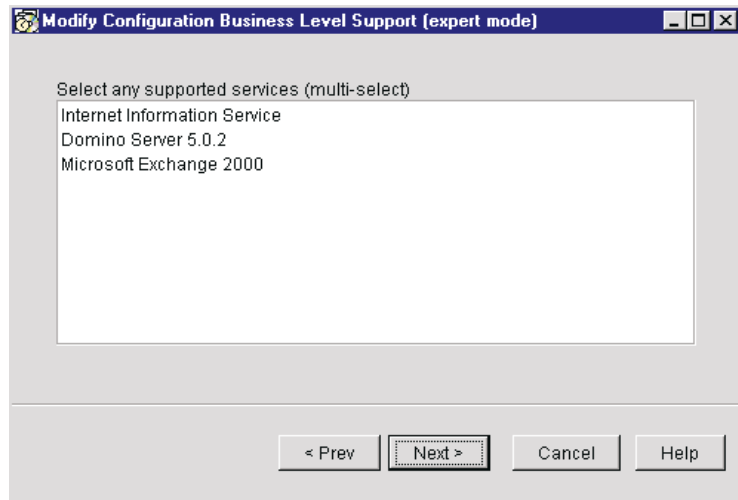 Modify Configuration Business Level Support (expert mode)
Select any supported services (multi-select)
Internet Information Service
Domino Server 5.0.2
Microsoft Exchange 2000
< Prev Next > Cancel Help